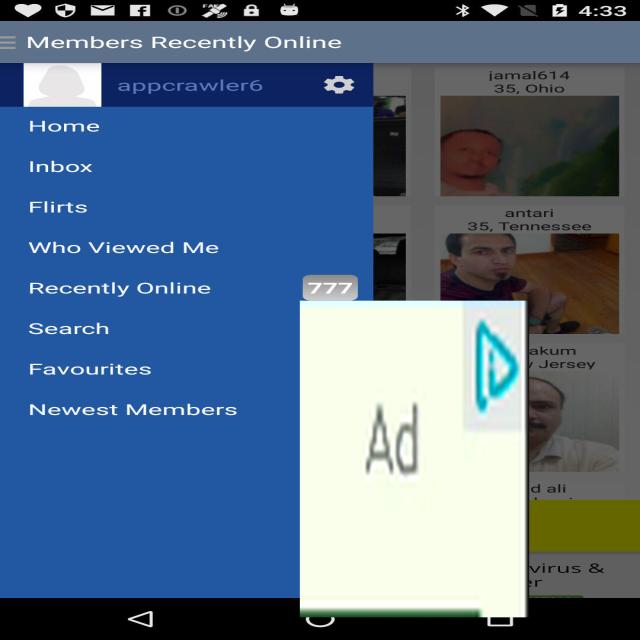 4:33
Members Recently Online
appcrawler6
jamal614
35, Ohio
Home
Inbox
Flirts
antari
35, Tennessee
Who Viewed Me
Recently Online
777
Search
Favourites
Newest Members
Ad
akum
Jersey
d ali
virus &
er